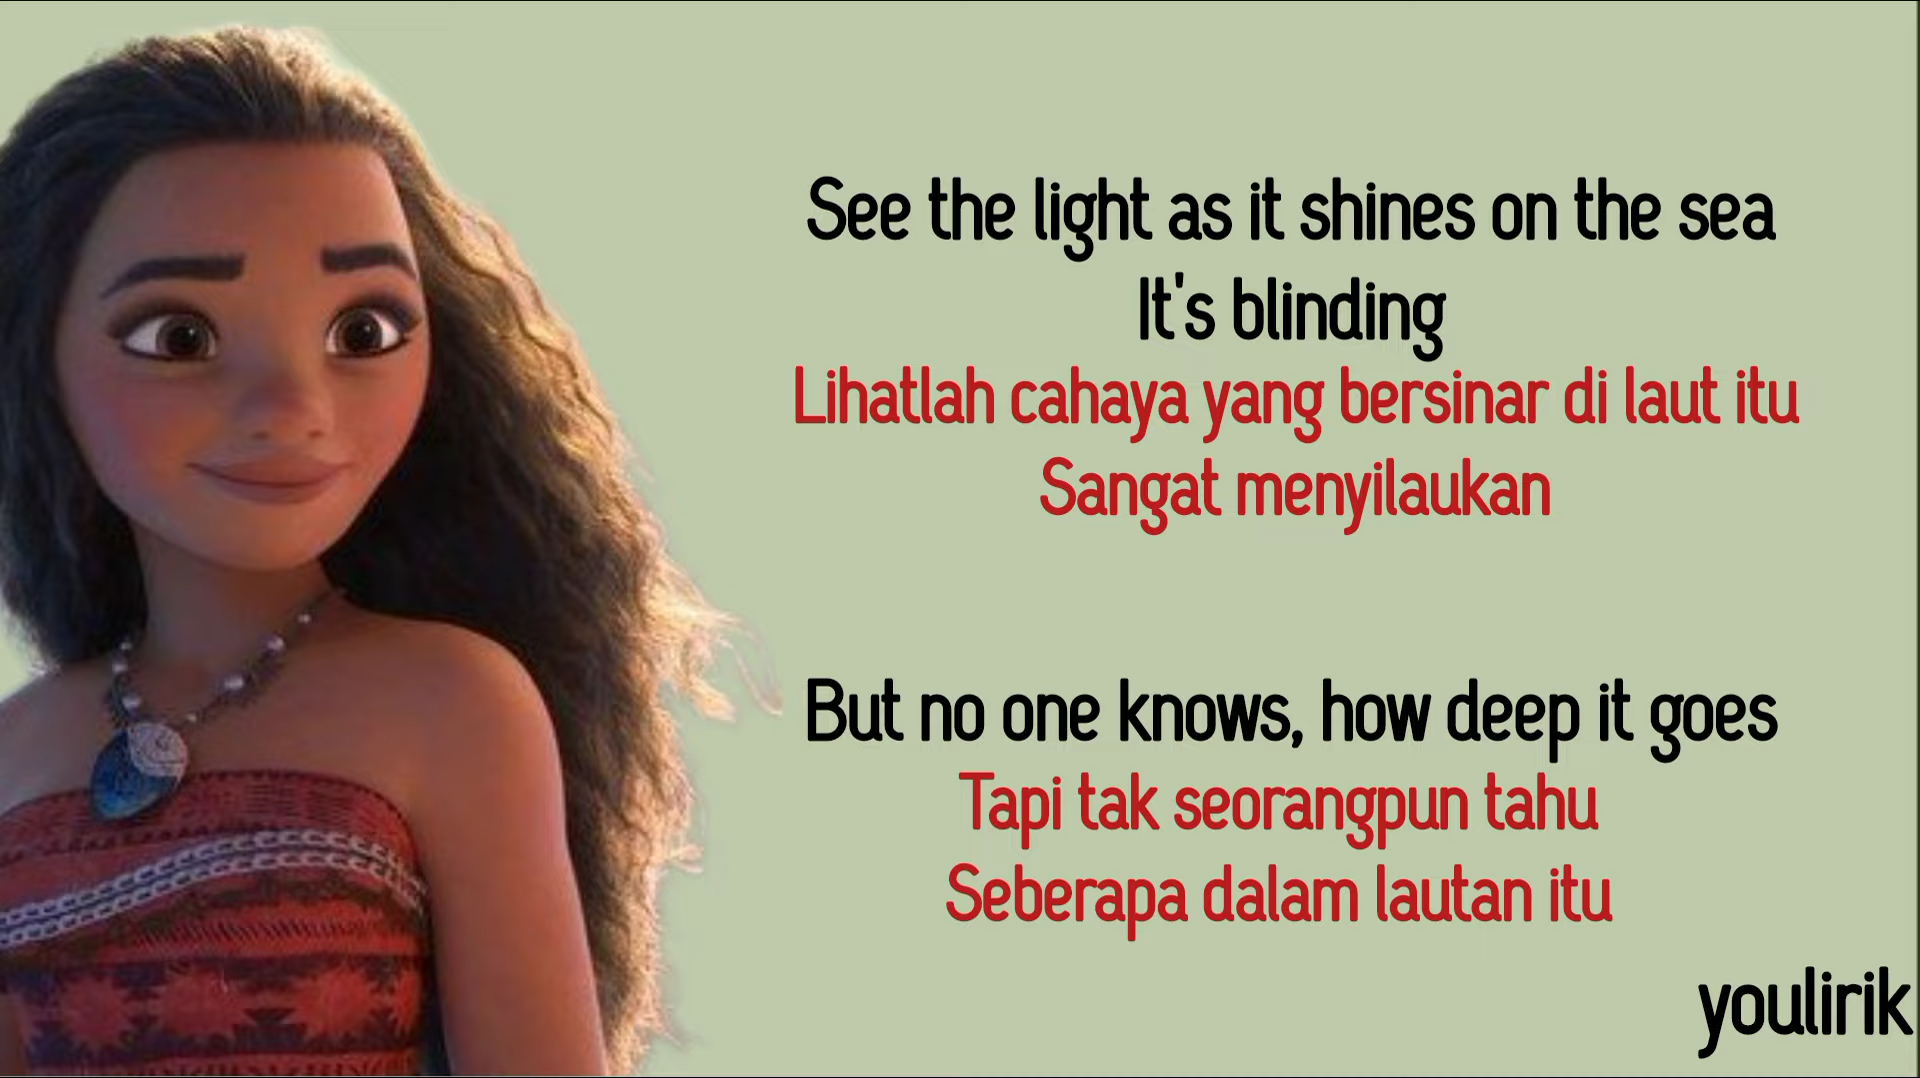 See the light as it shines on the sea
It's blinding
Lihatlah cahaya yang bersinar di laut itu
Sangat menyilaukan
But no one knows, how deep it goes
Tapi tak seorangpun tahu
Seberapa dalam lautan itu
youlirik